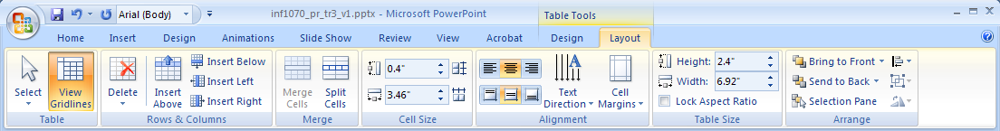 Arial (Body)
inf1070_pr_tr3_v1.pptx - Microsoft PowerPoint
Table Tools
Home Insert Design Animations Slide Show Review View Acrobat Design Layout
Select
View Gridlines
Table
Delete
Insert Above
Insert Below
Insert Left
Insert Right
Rows & Columns
Merge Cells
Split Cells
Merge
0.4"
3.46"
Cell Size
Text Direction
Cell Margins
Alignment
Height: 2.4"
Width: 6.92"
Lock Aspect Ratio
Table Size
Bring to Front
Send to Back
Selection Pane
Arrange